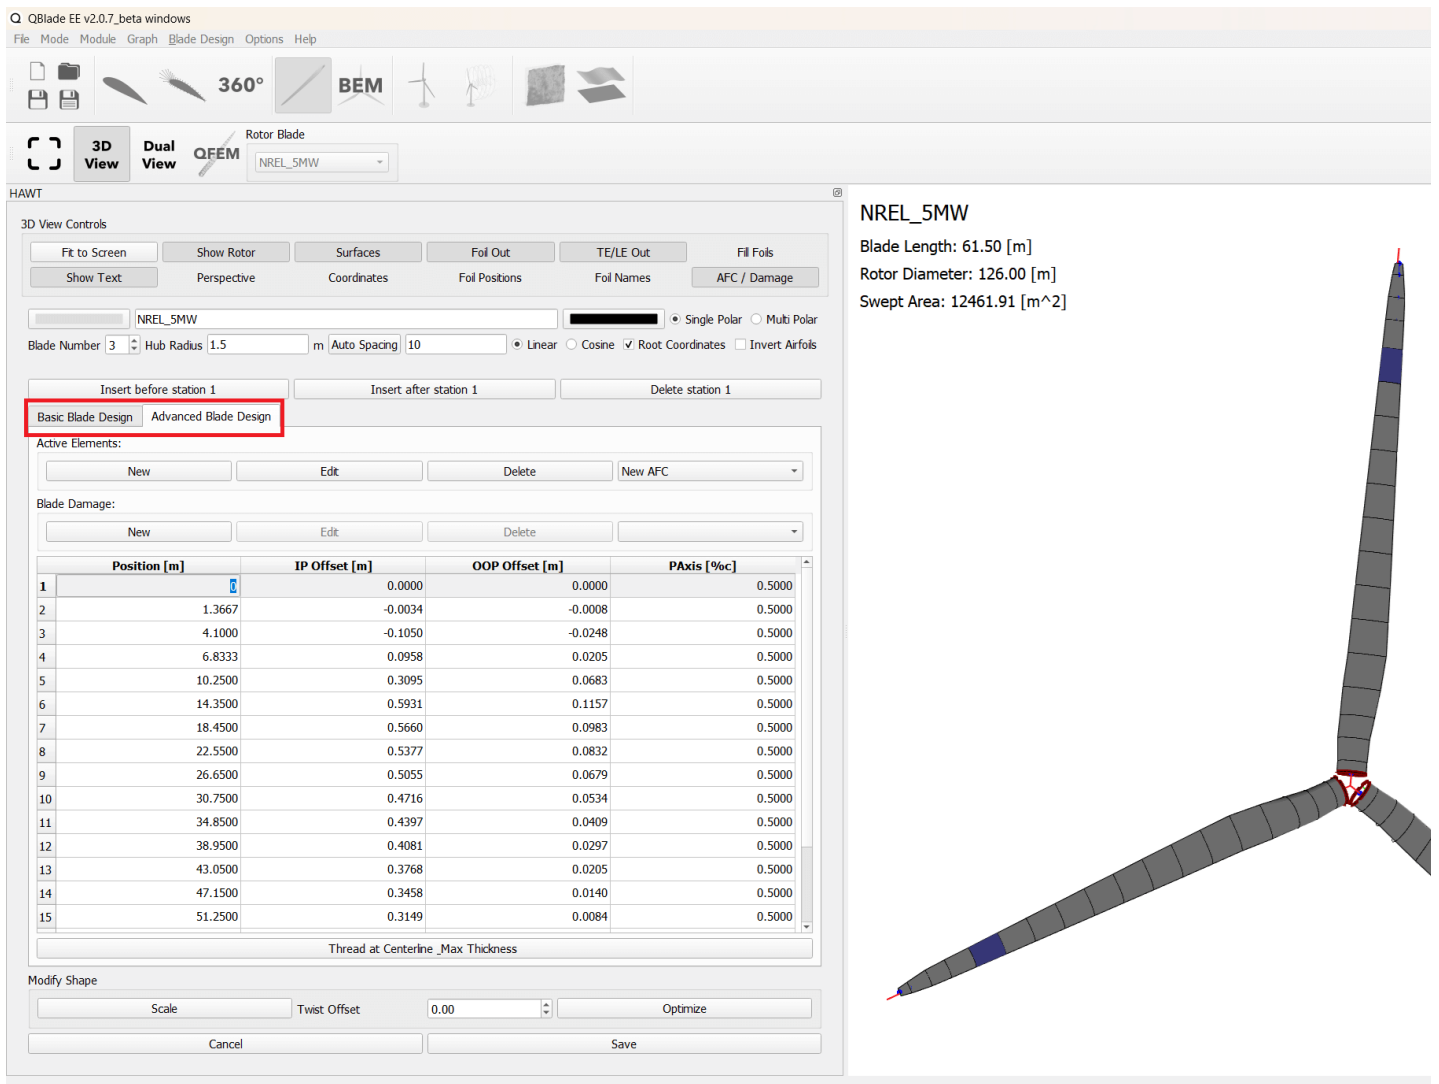 QBlade EE v2.0.7_beta windows
File Mode Module Graph Blade Design Options Help
360° BEM
3D View Dual View QFEM Rotor Blade NREL_5MW
HAWT
3D View Controls
Fit to Screen Show Rotor Surfaces Foil Out TE/LE Out Fill Foils
Show Text Perspective Coordinates Foil Positions Foil Names AFC / Damage
NREL_5MW Single Polar Multi Polar
Blade Number 3 Hub Radius 1.5 m Auto Spacing 10 Linear Cosine Root Coordinates Invert Airfoils
Insert before station 1 Insert after station 1 Delete station 1
Basic Blade Design Advanced Blade Design
Active Elements:
New Edit Delete New AFC
Blade Damage:
New Edit Delete
Position [m] IP Offset [m] OOP Offset [m] PAxis [%c]
1 0 0.0000 0.0000 0.5000
2 1.3667 -0.0034 -0.0008 0.5000
3 4.1000 -0.1050 -0.0248 0.5000
4 6.8333 0.0958 0.0205 0.5000
5 10.2500 0.3095 0.0683 0.5000
6 14.3500 0.5931 0.1157 0.5000
7 18.4500 0.5660 0.0983 0.5000
8 22.5500 0.5377 0.0832 0.5000
9 26.6500 0.5055 0.0679 0.5000
10 30.7500 0.4716 0.0534 0.5000
11 34.8500 0.4397 0.0409 0.5000
12 38.9500 0.4081 0.0297 0.5000
13 43.0500 0.3768 0.0205 0.5000
14 47.1500 0.3458 0.0140 0.5000
15 51.2500 0.3149 0.0084 0.5000
Thread at Centerline _Max Thickness
Modify Shape
Scale Twist Offset 0.00 Optimize
Cancel Save
NREL_5MW
Blade Length: 61.50 [m]
Rotor Diameter: 126.00 [m]
Swept Area: 12461.91 [m^2]